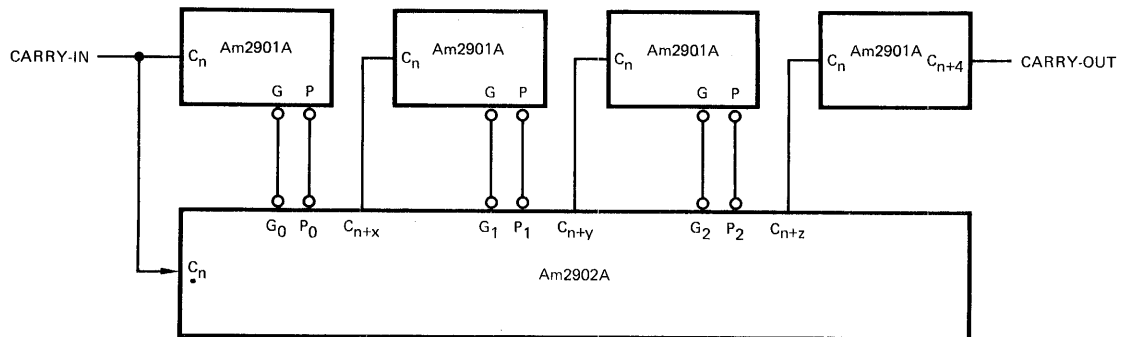 CARRY-IN
Cn
Am2901A
G P
Cn
Am2901A
G P
Cn
Am2901A
G P
Cn
Am2901A
Cn+4
CARRY-OUT
G0 P0 Cn+x G1 P1 Cn+y G2 P2 Cn+z
Cn
Am2902A